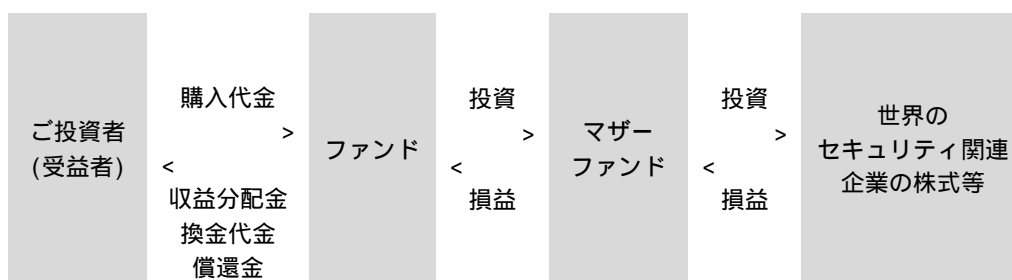 ご投資者
(受益者)
購入代金
>
<
収益分配金
換金代金
償還金
ファンド
投資
>
<
損益
マザー
ファンド
投資
>
<
損益
世界の
セキュリティ関連
企業の株式等